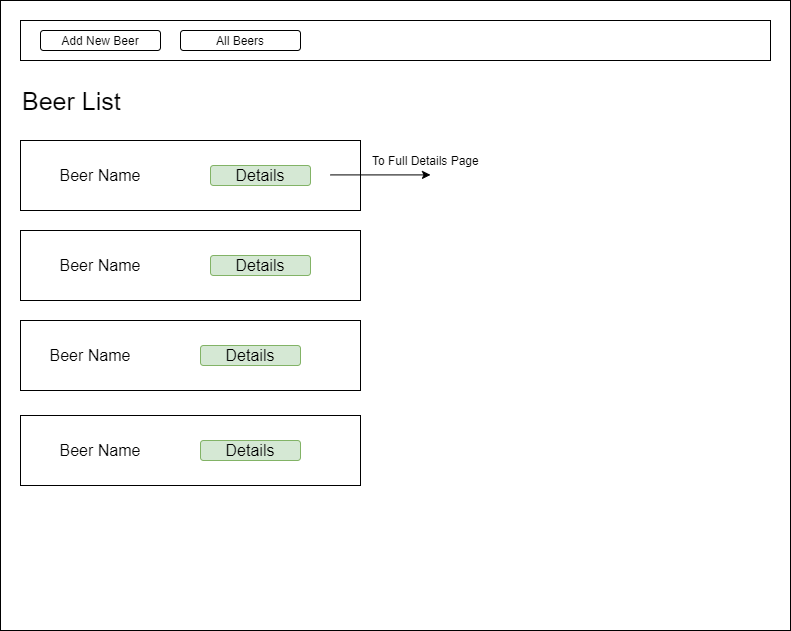 Add New Beer
All Beers
Beer List
Beer Name
Details
To Full Details Page
Beer Name
Details
Beer Name
Details
Beer Name
Details